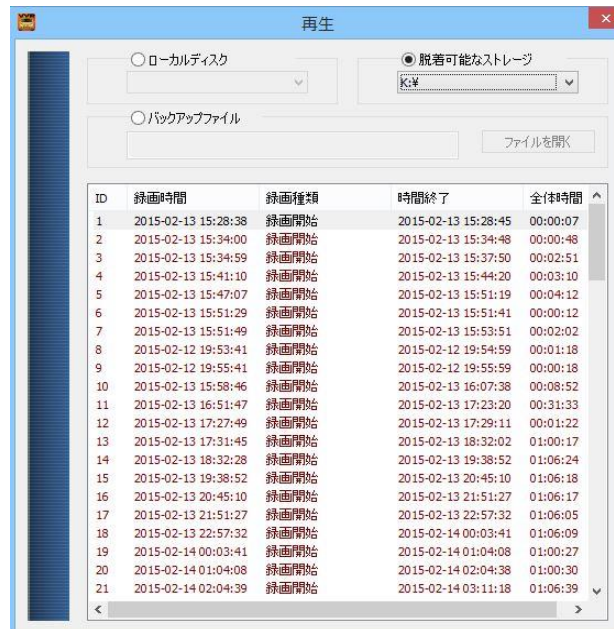 再生
ローカルディスク 脱着可能なストレージ
K:¥
バックアップファイル
ファイルを開く
ID 録画時間 録画種類 時間終了 全体時間
1 2015-02-13 15:28:38 録画開始 2015-02-13 15:28:45 00:00:07
2 2015-02-13 15:34:00 録画開始 2015-02-13 15:34:48 00:00:48
3 2015-02-13 15:34:59 録画開始 2015-02-13 15:37:50 00:02:51
4 2015-02-13 15:41:10 録画開始 2015-02-13 15:44:20 00:03:10
5 2015-02-13 15:47:07 録画開始 2015-02-13 15:51:19 00:04:12
6 2015-02-13 15:51:29 録画開始 2015-02-13 15:51:41 00:00:12
7 2015-02-13 15:51:49 録画開始 2015-02-13 15:53:51 00:02:02
8 2015-02-12 19:53:41 録画開始 2015-02-12 19:54:59 00:01:18
9 2015-02-12 19:55:41 録画開始 2015-02-12 19:55:59 00:00:18
10 2015-02-13 15:58:46 録画開始 2015-02-13 16:07:38 00:08:52
11 2015-02-13 16:51:47 録画開始 2015-02-13 17:23:20 00:31:33
12 2015-02-13 17:27:49 録画開始 2015-02-13 17:29:11 00:01:22
13 2015-02-13 17:31:45 録画開始 2015-02-13 18:32:02 01:00:17
14 2015-02-13 18:32:28 録画開始 2015-02-13 19:38:52 01:06:24
15 2015-02-13 19:38:52 録画開始 2015-02-13 20:45:10 01:06:18
16 2015-02-13 20:45:10 録画開始 2015-02-13 21:51:27 01:06:17
17 2015-02-13 21:51:27 録画開始 2015-02-13 22:57:32 01:06:05
18 2015-02-13 22:57:32 録画開始 2015-02-14 00:03:41 01:06:09
19 2015-02-14 00:03:41 録画開始 2015-02-14 01:04:08 01:00:27
20 2015-02-14 01:04:08 録画開始 2015-02-14 02:04:38 01:00:30
21 2015-02-14 02:04:39 録画開始 2015-02-14 03:11:18 01:06:39